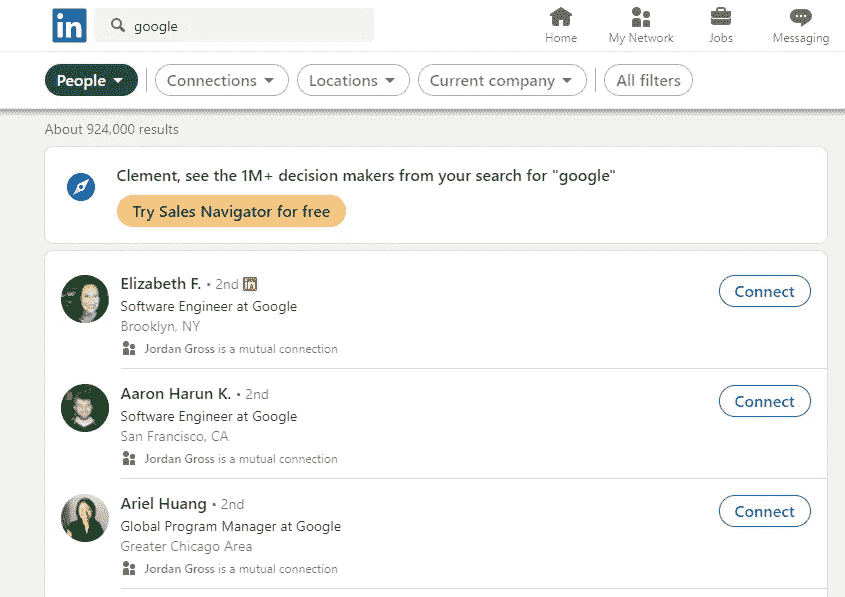 in google
Home My Network Jobs Messaging
People Connections Locations Current company All filters
About 924,000 results
Clement, see the 1M+ decision makers from your search for "google"
Try Sales Navigator for free
Elizabeth F. • 2nd in
Software Engineer at Google
Brooklyn, NY
Jordan Gross is a mutual connection
Connect
Aaron Harun K. • 2nd
Software Engineer at Google
San Francisco, CA
Jordan Gross is a mutual connection
Connect
Ariel Huang • 2nd
Global Program Manager at Google
Greater Chicago Area
Jordan Gross is a mutual connection
Connect